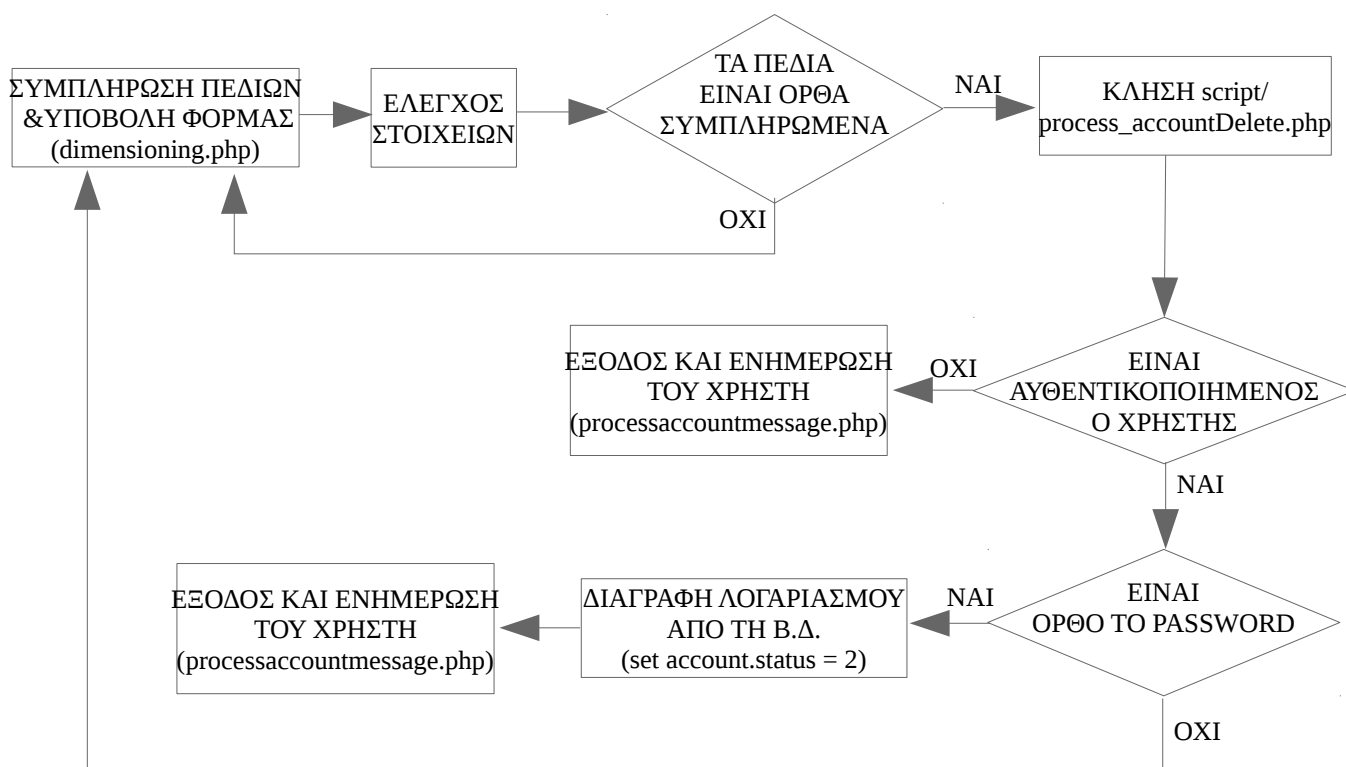 ΣΥΜΠΛΗΡΩΣΗ ΠΕΔΙΩΝ
&ΥΠΟΒΟΛΗ ΦΟΡΜΑΣ
(dimensioning.php)
ΕΛΕΓΧΟΣ
ΣΤΟΙΧΕΙΩΝ
ΤΑ ΠΕΔΙΑ
ΕΙΝΑΙ ΟΡΘΑ
ΣΥΜΠΛΗΡΩΜΕΝΑ
ΝΑΙ
ΚΛΗΣΗ script/
process_accountDelete.php
ΟΧΙ
ΕΞΟΔΟΣ ΚΑΙ ΕΝΗΜΕΡΩΣΗ
ΤΟΥ ΧΡΗΣΤΗ
(processaccountmessage.php)
ΟΧΙ
ΕΙΝΑΙ
ΑΥΘΕΝΤΙΚΟΠΟΙΗΜΕΝΟΣ
Ο ΧΡΗΣΤΗΣ
ΝΑΙ
ΕΞΟΔΟΣ ΚΑΙ ΕΝΗΜΕΡΩΣΗ
ΤΟΥ ΧΡΗΣΤΗ
(processaccountmessage.php)
ΔΙΑΓΡΑΦΗ ΛΟΓΑΡΙΑΣΜΟΥ
ΑΠΟ ΤΗ Β.Δ.
(set account.status = 2)
ΝΑΙ
ΕΙΝΑΙ
ΟΡΘΟ ΤΟ PASSWORD
ΟΧΙ